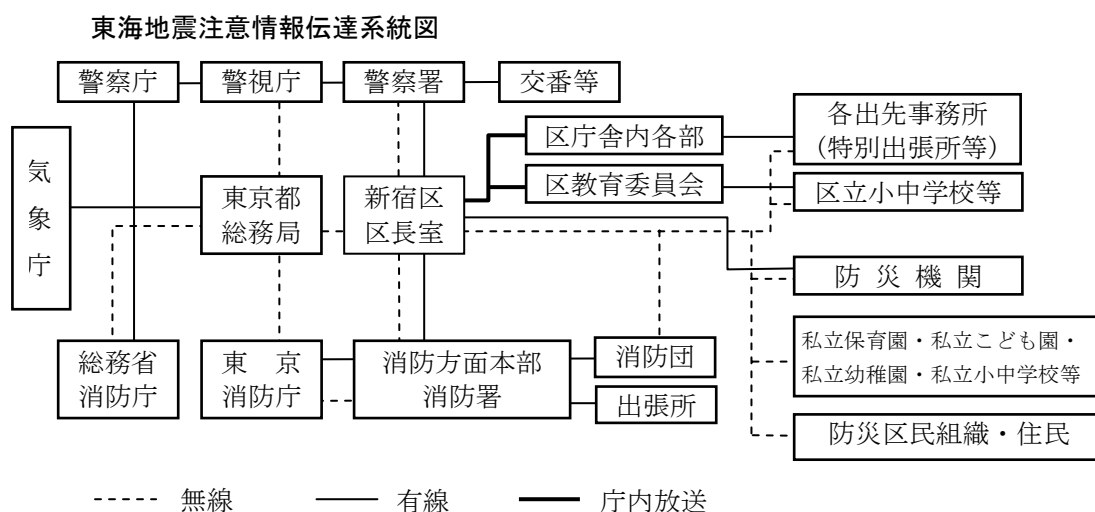 東海地震注意情報伝達系統図
警察庁
警視庁
警察署
交番等
気
象
庁
東京都
総務局
新宿区
区長室
区庁舎内各部
区教育委員会
各出先事務所
(特別出張所等)
区立小中学校等
防 災 機 関
私立保育園・私立こども園・
私立幼稚園・私立小中学校等
防災区民組織・住民
総務省
消防庁
東 京
消防庁
消防方面本部
消防署
消防団
出張所
無線
有線
庁内放送